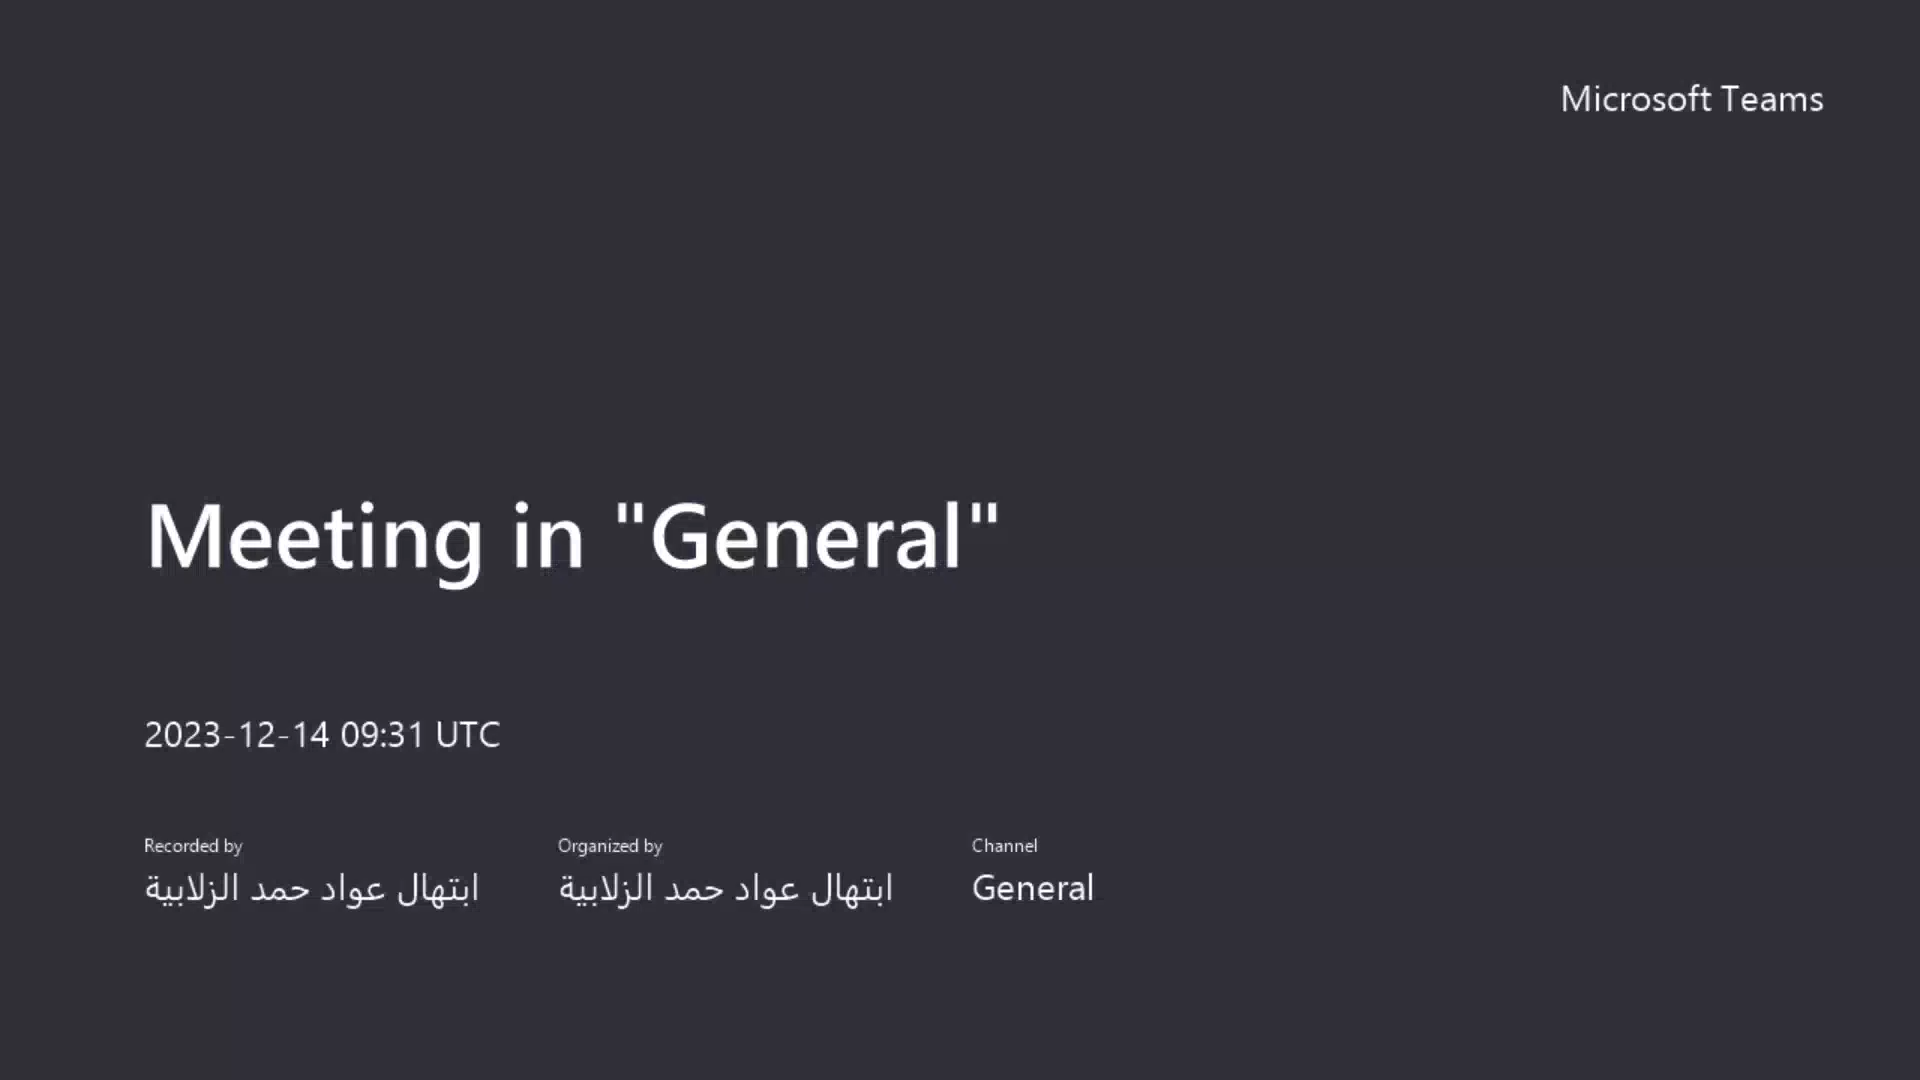 Microsoft Teams
Meeting in "General"
2023-12-14 09:31 UTC
Recorded by
ابتهال عواد حمد الزلابية
Organized by
ابتهال عواد حمد الزلابية
Channel
General